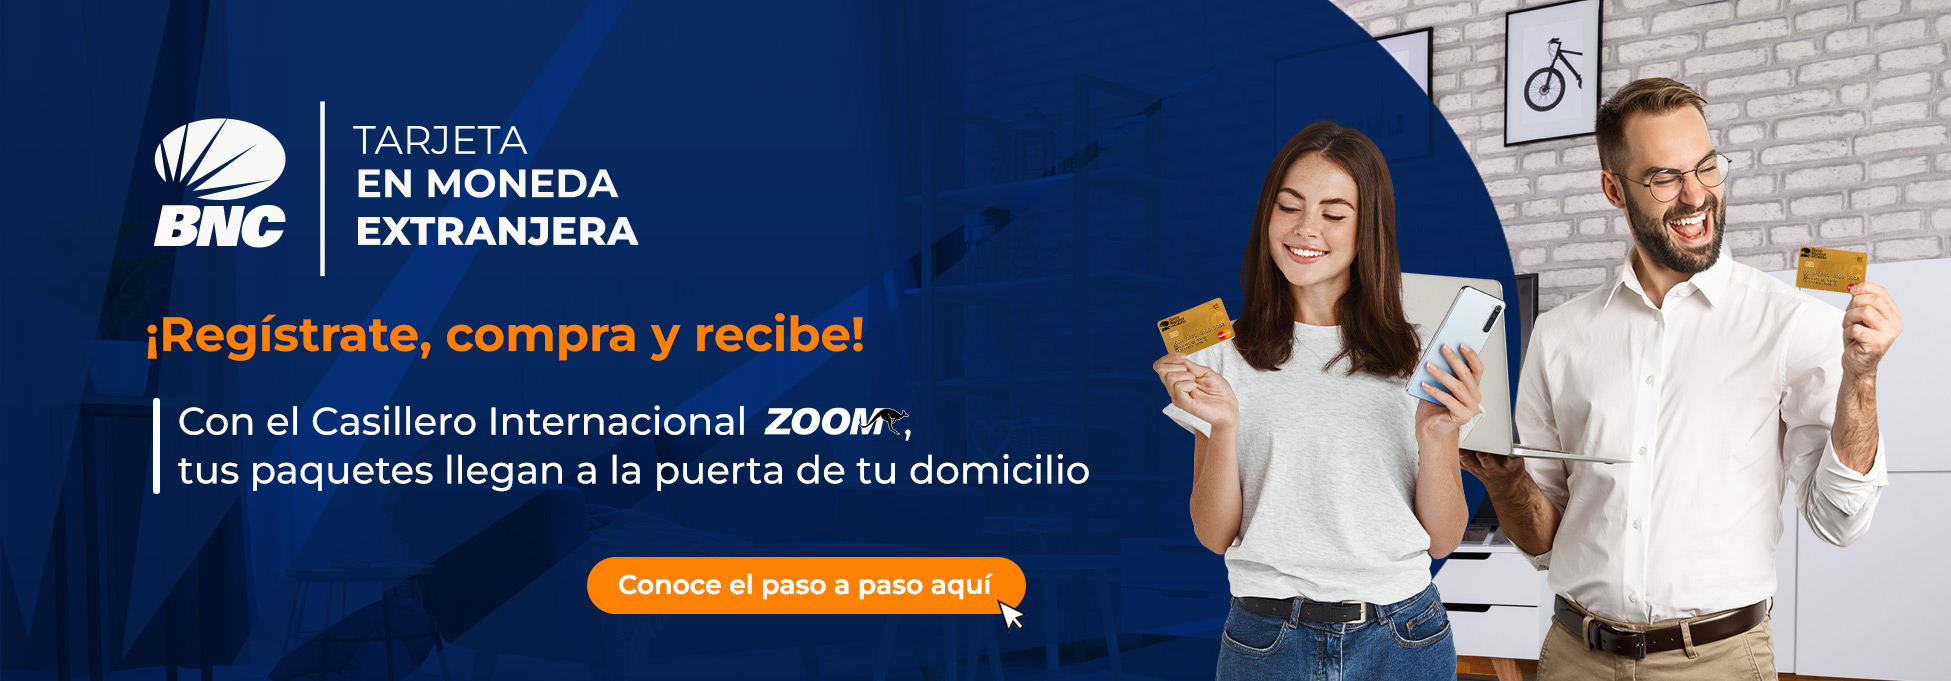 BNC
TARJETA
EN MONEDA
EXTRANJERA
¡Regístrate, compra y recibe!
Con el Casillero Internacional ZOOM,
tus paquetes llegan a la puerta de tu domicilio
Conoce el paso a paso aquí